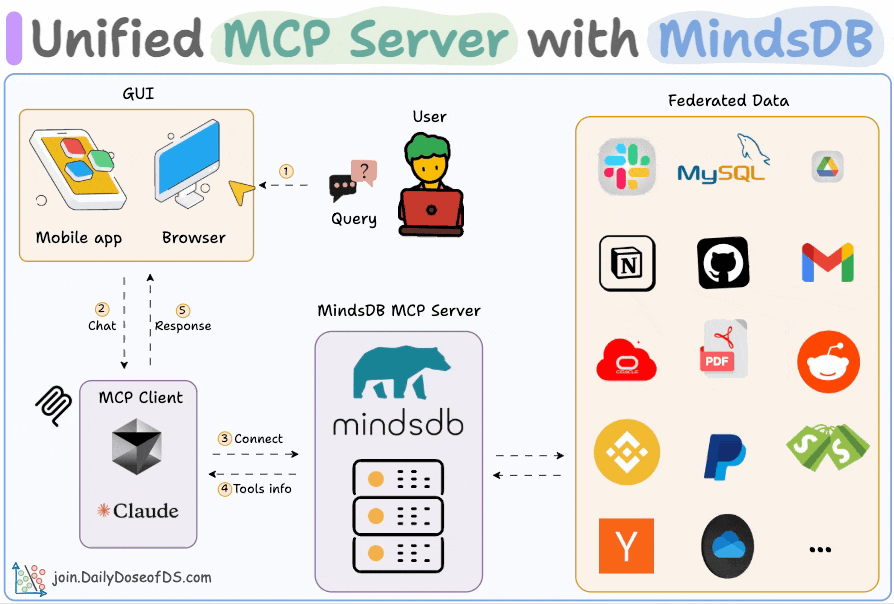 Unified MCP Server with MindsDB
GUI
Mobile app
Browser
1
?
Query
User
Federated Data
MySQL
N
2
Chat
5
Response
MCP Client
Claude
3 Connect
4 Tools info
MindsDB MCP Server
mindsdb
ORACLE
PDF
$ $
Y
...
join.DailyDoseofDS.com